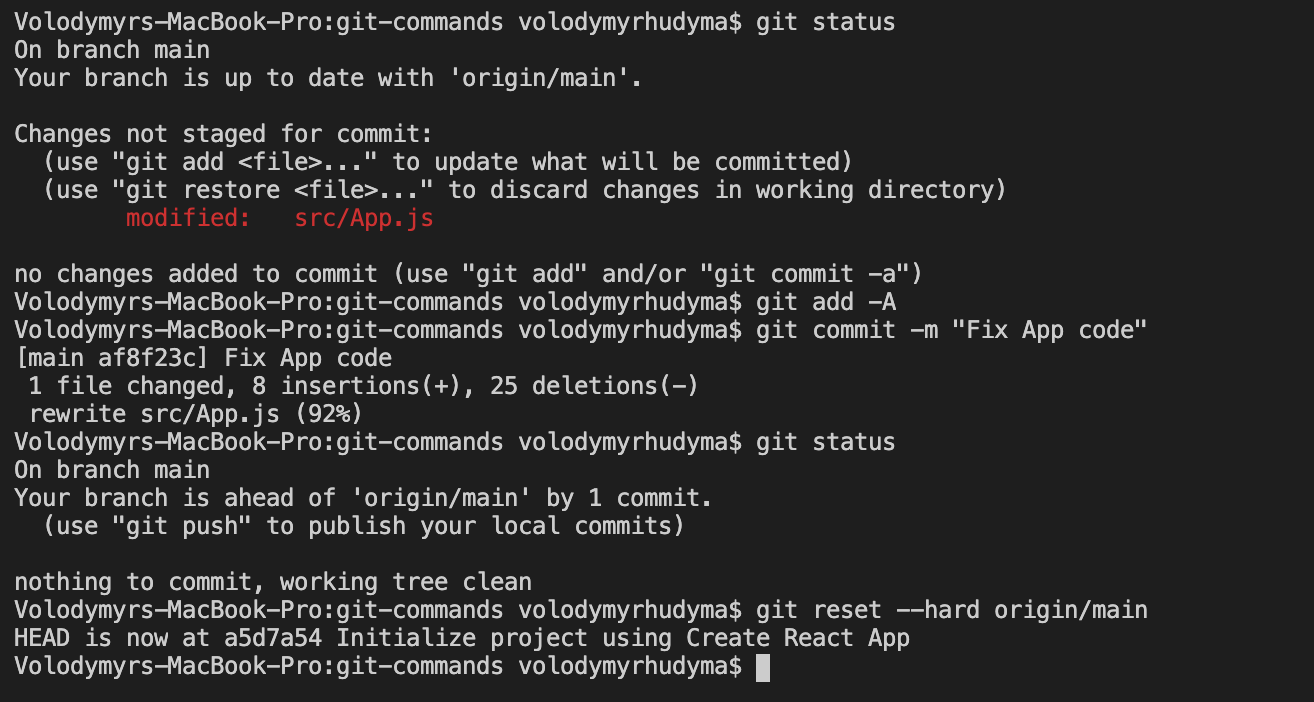 Volodymyrs-MacBook-Pro:git-commands volodymyrhudyma$ git status
On branch main
Your branch is up to date with 'origin/main'.

Changes not staged for commit:
  (use "git add <file>..." to update what will be committed)
  (use "git restore <file>..." to discard changes in working directory)
        modified:   src/App.js

no changes added to commit (use "git add" and/or "git commit -a")
Volodymyrs-MacBook-Pro:git-commands volodymyrhudyma$ git add -A
Volodymyrs-MacBook-Pro:git-commands volodymyrhudyma$ git commit -m "Fix App code"
[main af8f23c] Fix App code
 1 file changed, 8 insertions(+), 25 deletions(-)
 rewrite src/App.js (92%)
Volodymyrs-MacBook-Pro:git-commands volodymyrhudyma$ git status
On branch main
Your branch is ahead of 'origin/main' by 1 commit.
  (use "git push" to publish your local commits)

nothing to commit, working tree clean
Volodymyrs-MacBook-Pro:git-commands volodymyrhudyma$ git reset --hard origin/main
HEAD is now at a5d7a54 Initialize project using Create React App
Volodymyrs-MacBook-Pro:git-commands volodymyrhudyma$